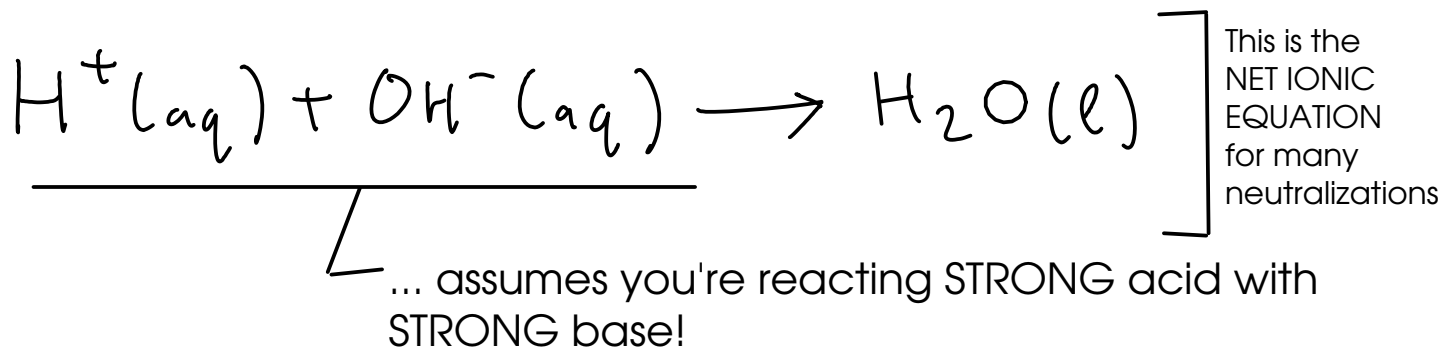 H⁺(aq) + OH⁻(aq) → H₂O(l)
This is the
NET IONIC
EQUATION
for many
neutralizations
... assumes you're reacting STRONG acid with
STRONG base!